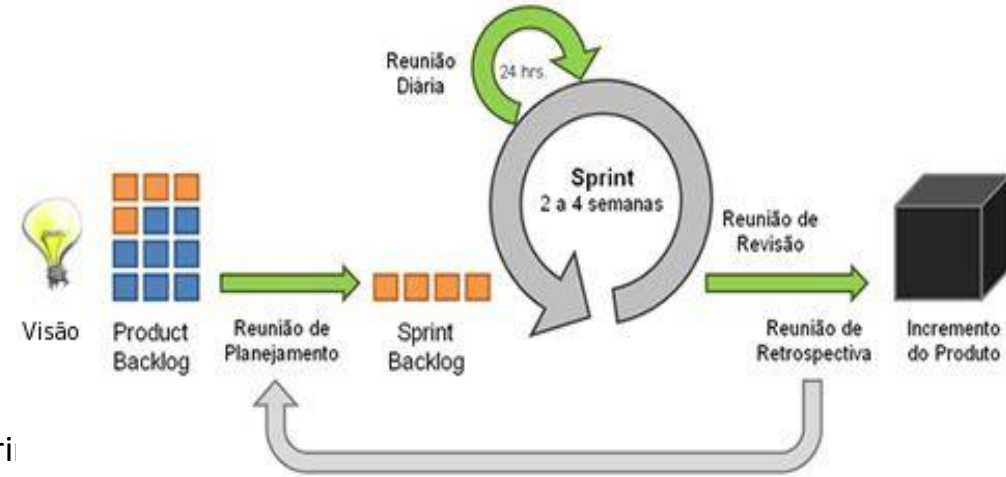 Reunião
Diária
24 hrs.
Sprint
2 a 4 semanas
Reunião de
Revisão
Visão
Product
Backlog
Reunião de
Planejamento
Sprint
Backlog
Reunião de
Retrospectiva
Incremento
do Produto